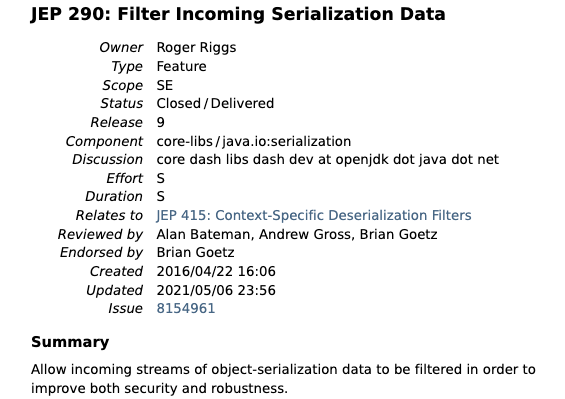 JEP 290: Filter Incoming Serialization Data
Owner Roger Riggs
Type Feature
Scope SE
Status Closed / Delivered
Release 9
Component core-libs / java.io:serialization
Discussion core dash libs dash dev at openjdk dot java dot net
Effort S
Duration S
Relates to JEP 415: Context-Specific Deserialization Filters
Reviewed by Alan Bateman, Andrew Gross, Brian Goetz
Endorsed by Brian Goetz
Created 2016/04/22 16:06
Updated 2021/05/06 23:56
Issue 8154961
Summary
Allow incoming streams of object-serialization data to be filtered in order to
improve both security and robustness.